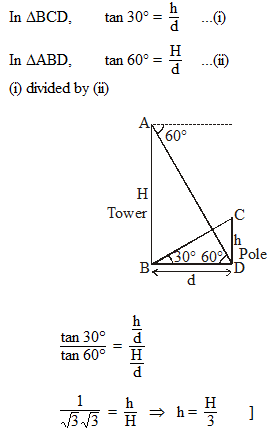 In ΔBCD, tan 30° = h/d ...(i)
In ΔABD, tan 60° = H/d ...(ii)
(i) divided by (ii)
A
60°
H
Tower
C
h
30° 60°
Pole
B
D
d
tan 30°/tan 60° = (h/d)/(H/d)
1/(√3√3) = h/H ⇒ h = H/3 ]